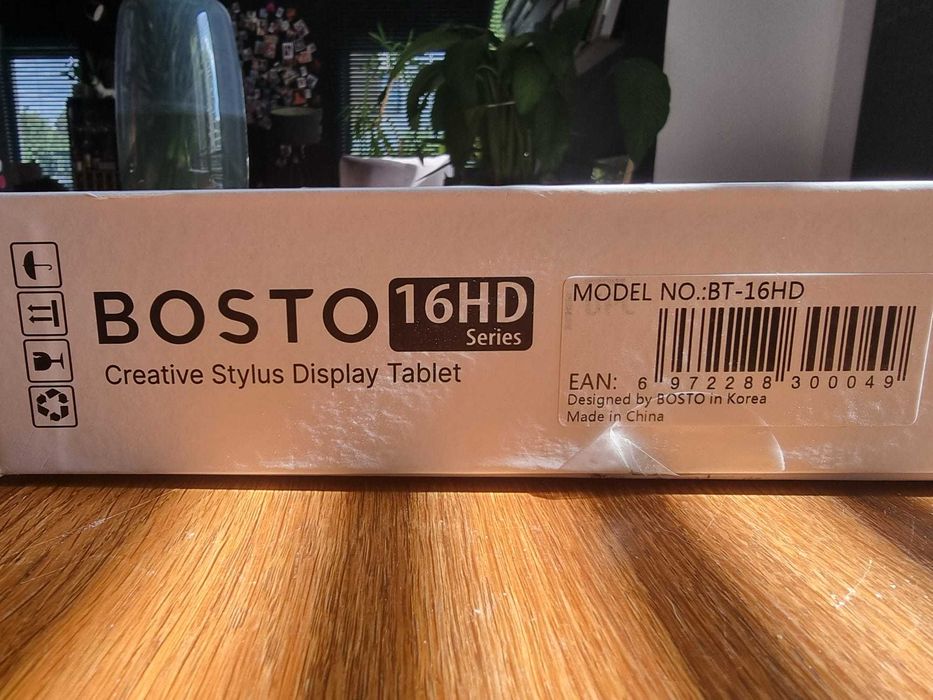 BOSTO 16HD
Series
Creative Stylus Display Tablet
MODEL NO.:BT-16HD
EAN: 6 972288 300049
Designed by BOSTO in Korea
Made in China